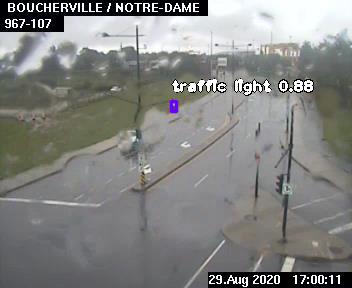 BOUCHERVILLE / NOTRE-DAME
967-107
traffic light 0.88
29.Aug 2020 17:00:11